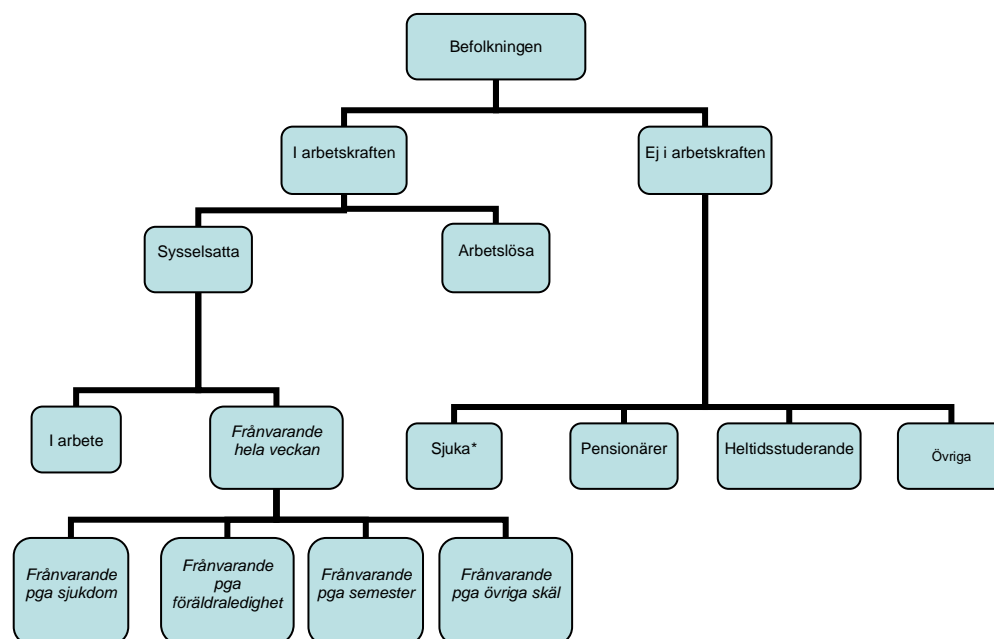 Befolkningen
I arbetskraften
Ej i arbetskraften
Sysselsatta
Arbetslösa
I arbete
Frånvarande
hela veckan
Sjuka*
Pensionärer
Heltidsstuderande
Övriga
Frånvarande
pga sjukdom
Frånvarande
pga
föräldraledighet
Frånvarande
pga semester
Frånvarande
pga övriga skäl